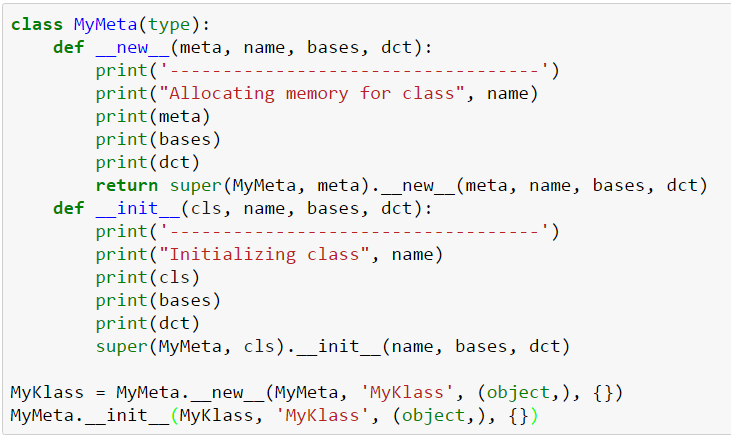 class MyMeta(type):
    def __new__(meta, name, bases, dct):
        print('-----------------------------------')
        print("Allocating memory for class", name)
        print(meta)
        print(bases)
        print(dct)
        return super(MyMeta, meta).__new__(meta, name, bases, dct)
    def __init__(cls, name, bases, dct):
        print('-----------------------------------')
        print("Initializing class", name)
        print(cls)
        print(bases)
        print(dct)
        super(MyMeta, cls).__init__(name, bases, dct)

MyKlass = MyMeta.__new__(MyMeta, 'MyKlass', (object,), {})
MyMeta.__init__(MyKlass, 'MyKlass', (object,), {})